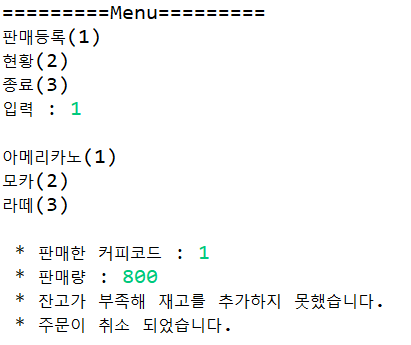 =========Menu=========
판매등록(1)
현황(2)
종료(3)
입력 : 1
아메리카노(1)
모카(2)
라떼(3)
* 판매한 커피코드 : 1
* 판매량 : 800
* 잔고가 부족해 재고를 추가하지 못했습니다.
* 주문이 취소 되었습니다.